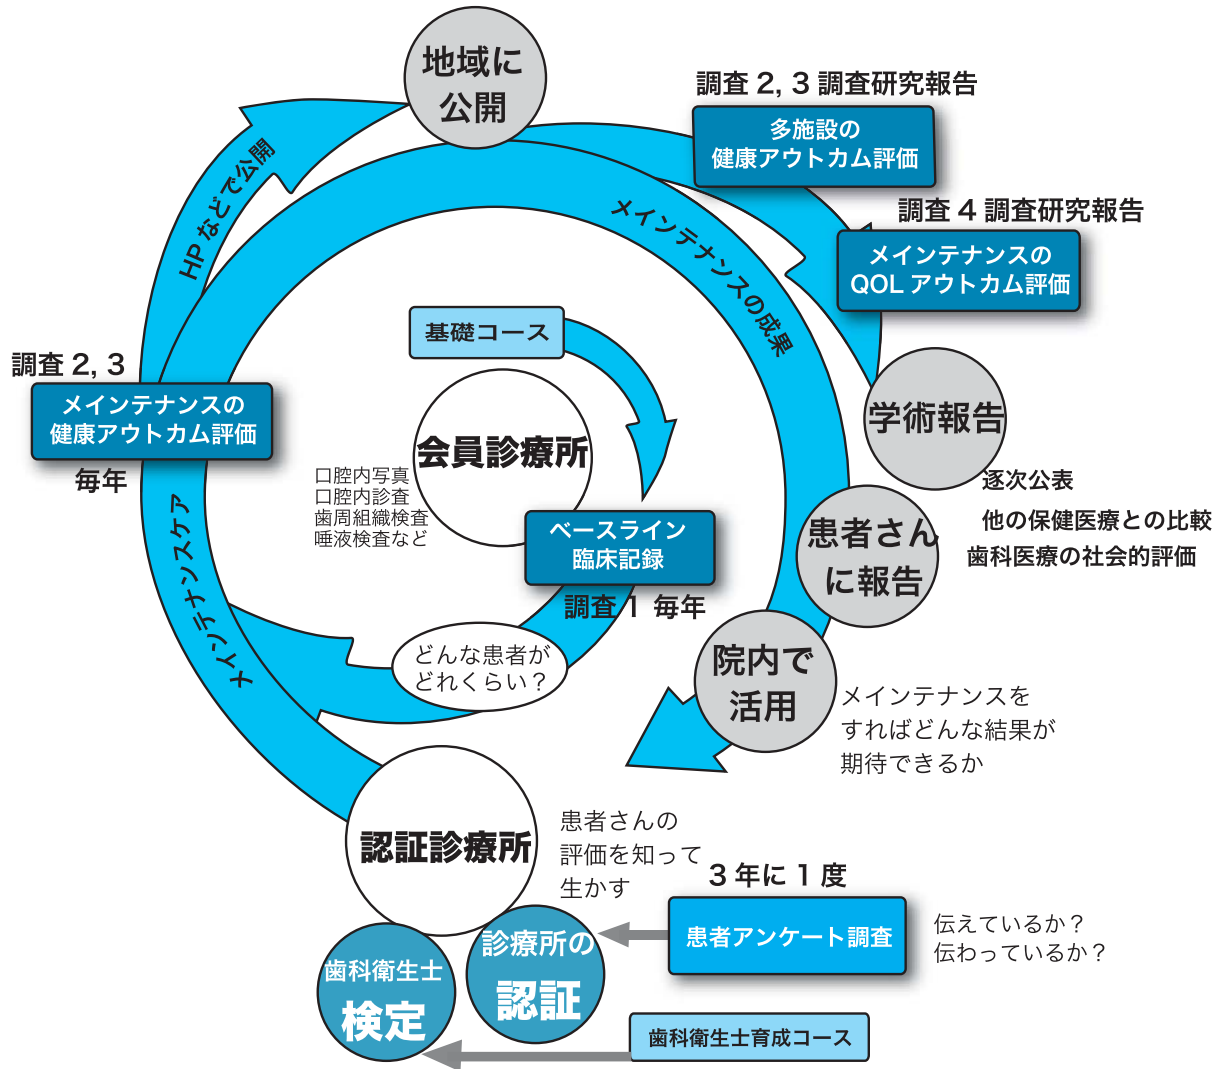 地域に
公開
調査 2, 3 調査研究報告
多施設の
健康アウトカム評価
調査 4 調査研究報告
メインテナンスの
QOL アウトカム評価
HP などで公開
メインテナンスの成果
基礎コース
調査 2, 3
メインテナンスの
健康アウトカム評価
毎年
会員診療所
口腔内写真
口腔内診査
歯周組織検査
唾液検査など
ベースライン
臨床記録
調査 1 毎年
学術報告
逐次公表
他の保健医療との比較
歯科医療の社会的評価
患者さん
に報告
メインテナンスケア
どんな患者が
どれくらい？
院内で
活用
メインテナンスを
すればどんな結果が
期待できるか
認証診療所
患者さんの
評価を知って
生かす
3 年に 1 度
患者アンケート調査
伝えているか？
伝わっているか？
診療所の
認証
歯科衛生士
検定
歯科衛生士育成コース